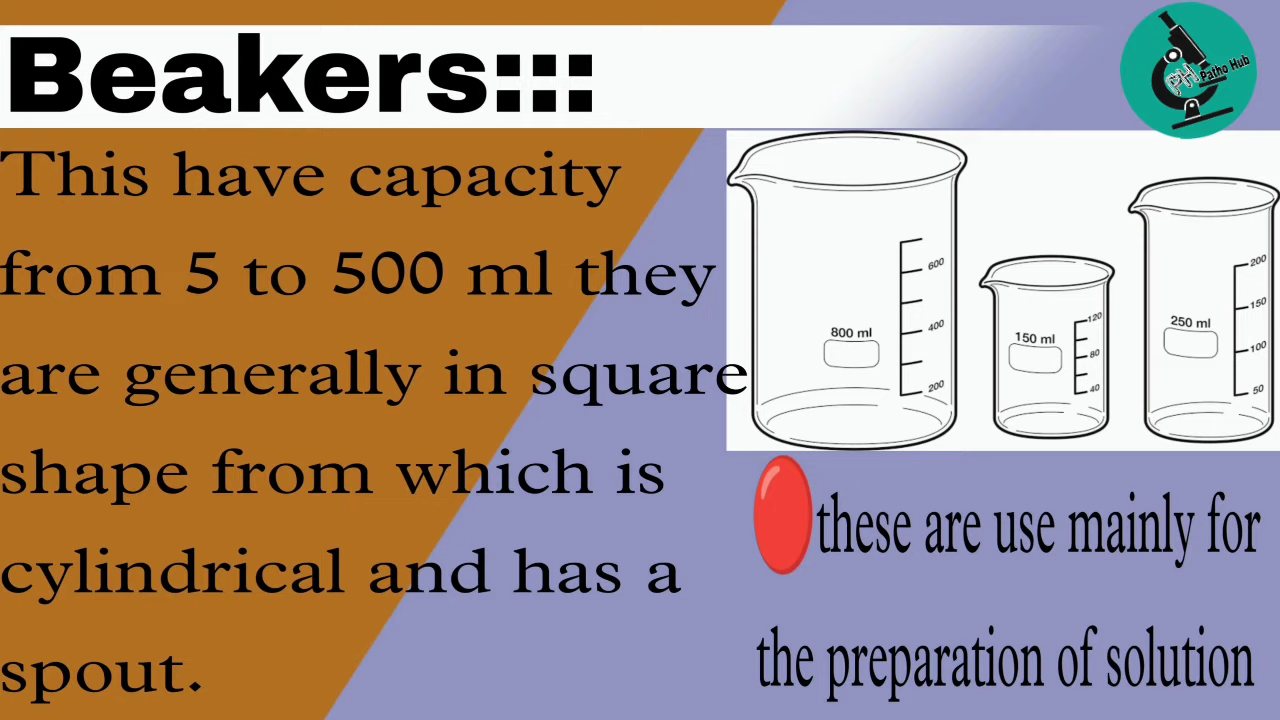 Beakers:::
PH Patho Hub
This have capacity
from 5 to 500 ml they
are generally in square
shape from which is
cylindrical and has a
spout.
800 ml
600
400
200
150 ml
120
80
40
250 ml
200
150
100
50
these are use mainly for
the preparation of solution